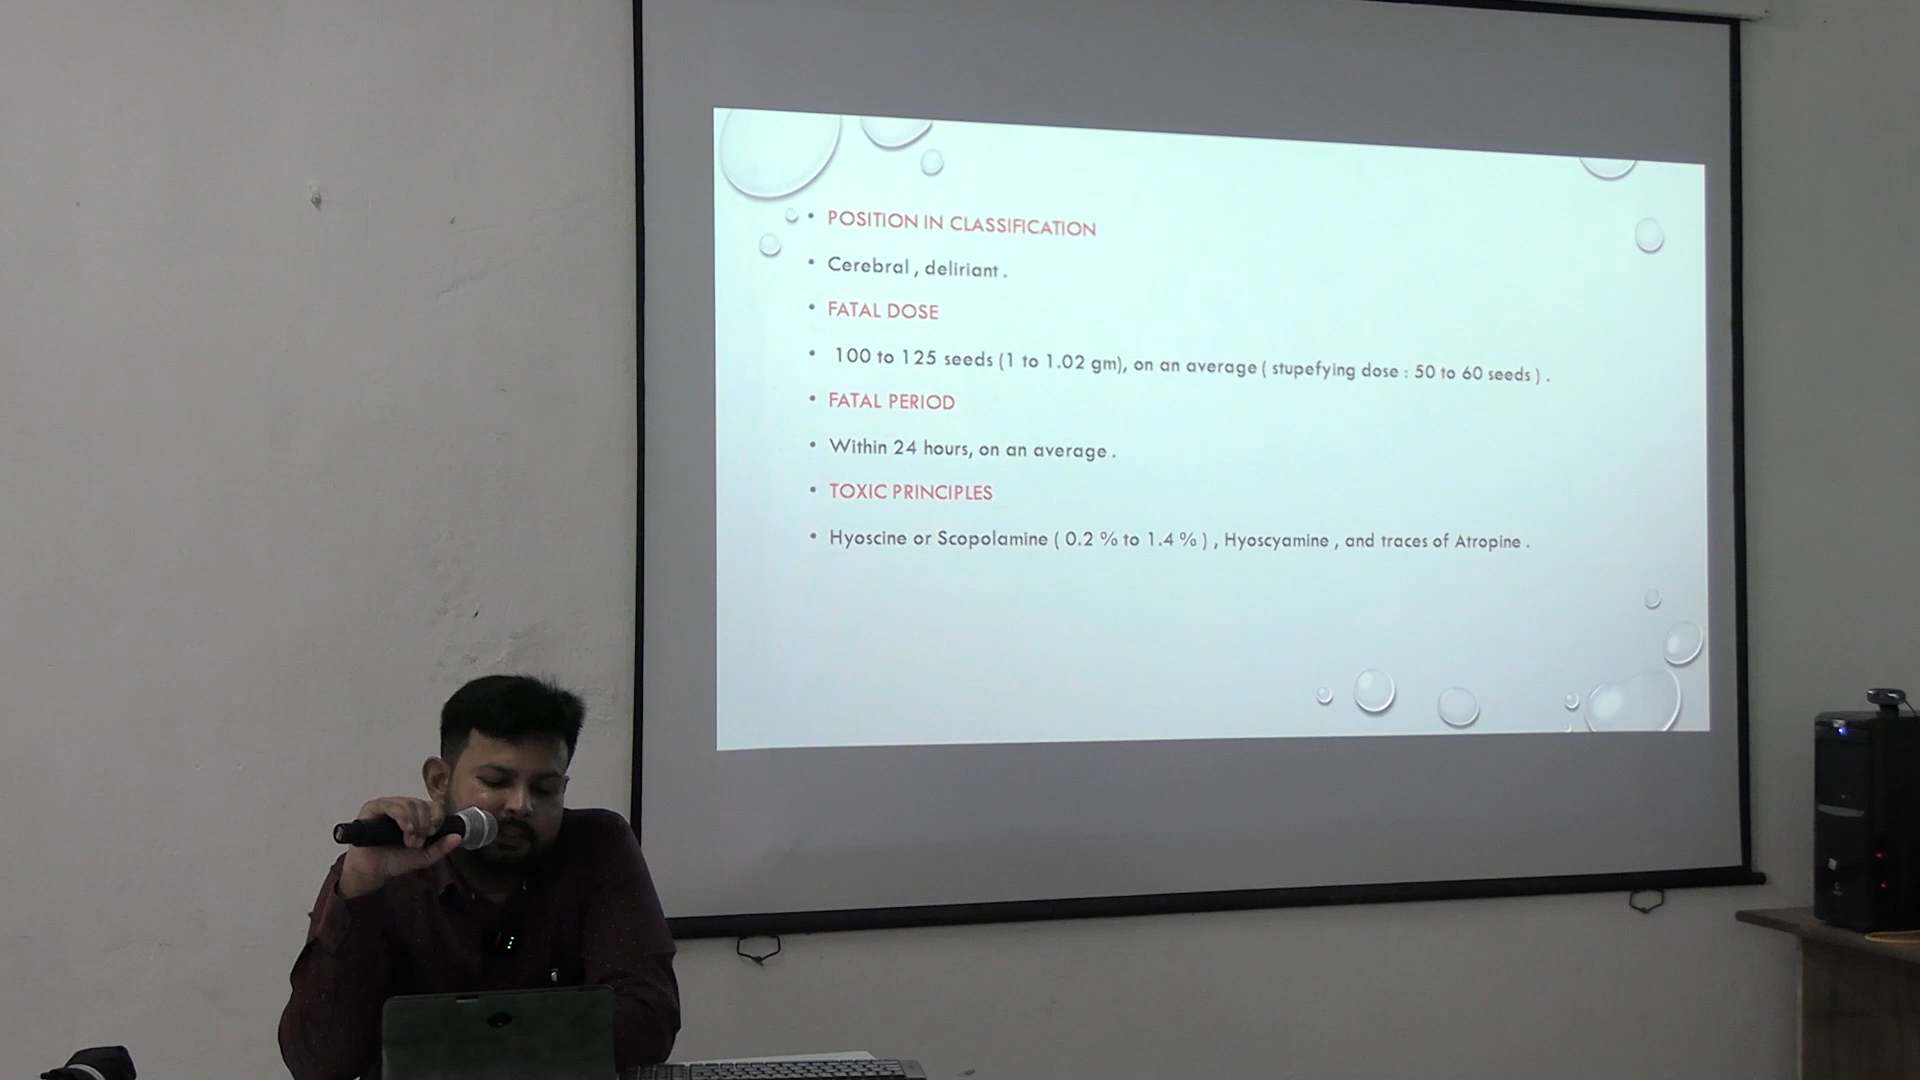 • POSITION IN CLASSIFICATION
• Cerebral , deliriant .
• FATAL DOSE
• 100 to 125 seeds (1 to 1.02 gm), on an average ( stupefying dose : 50 to 60 seeds ) .
• FATAL PERIOD
• Within 24 hours, on an average .
• TOXIC PRINCIPLES
• Hyoscine or Scopolamine ( 0.2 % to 1.4 % ) , Hyoscyamine , and traces of Atropine .